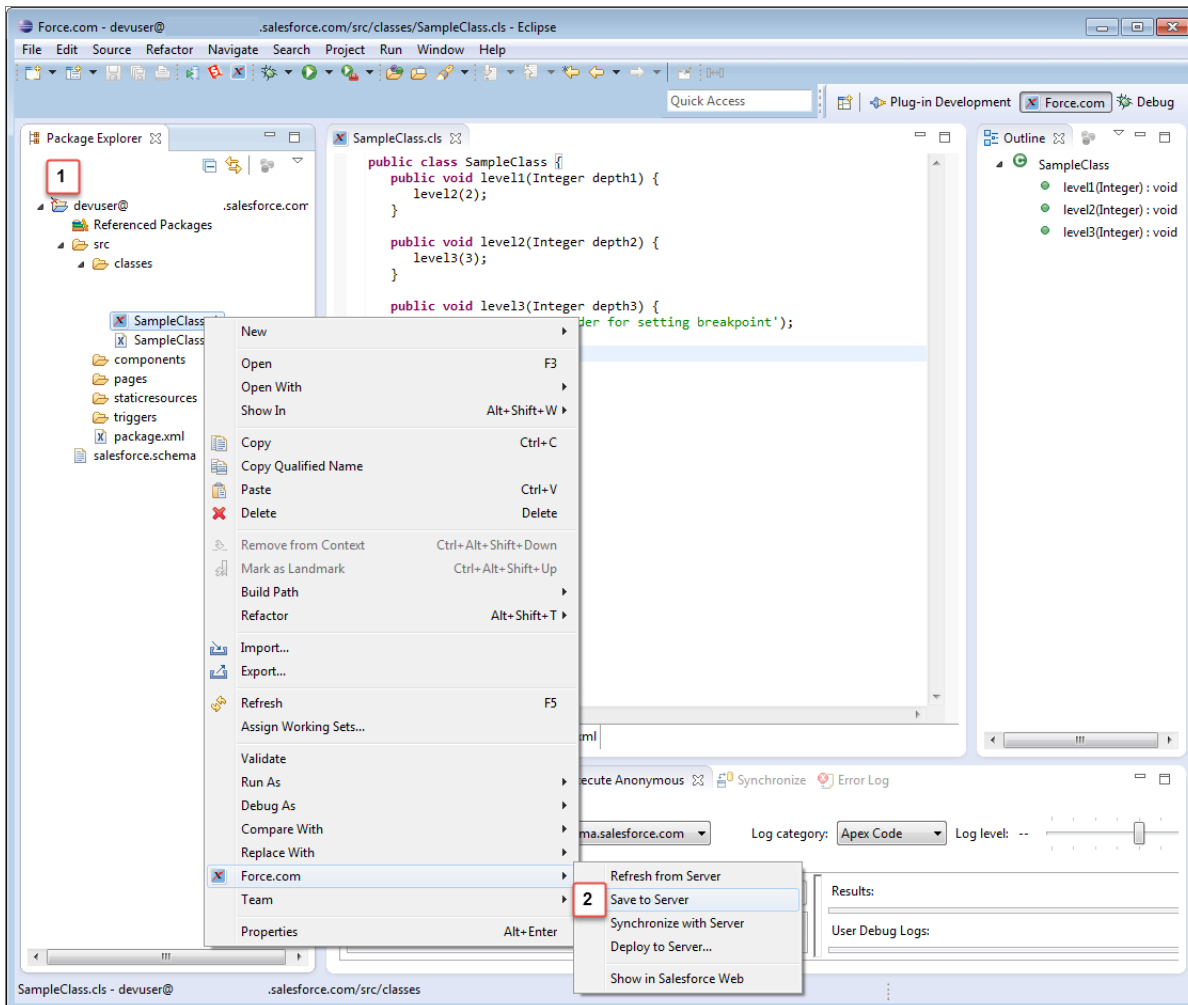 Force.com - devuser@ .salesforce.com/src/classes/SampleClass.cls - Eclipse
File Edit Source Refactor Navigate Search Project Run Window Help
Quick Access
Plug-in Development
Force.com
Debug
Package Explorer
1
devuser@ .salesforce.com
Referenced Packages
src
classes
SampleClass
SampleClass
components
pages
staticresources
triggers
package.xml
salesforce.schema
SampleClass.cls
public class SampleClass {
public void level1(Integer depth1) {
level2(2);
}
public void level2(Integer depth2) {
level3(3);
}
public void level3(Integer depth3) {
der for setting breakpoint');
xml
Outline
SampleClass
level1(Integer) : void
level2(Integer) : void
level3(Integer) : void
New
Open F3
Open With
Show In Alt+Shift+W
Copy Ctrl+C
Copy Qualified Name
Paste Ctrl+V
Delete Delete
Remove from Context Ctrl+Alt+Shift+Down
Mark as Landmark Ctrl+Alt+Shift+Up
Build Path
Refactor Alt+Shift+T
Import...
Export...
Refresh F5
Assign Working Sets...
Validate
Run As
Debug As
Compare With
Replace With
Force.com
Team
Properties Alt+Enter
2
Refresh from Server
Save to Server
Synchronize with Server
Deploy to Server...
Show in Salesforce Web
ecute Anonymous
Synchronize
Error Log
ma.salesforce.com
Log category: Apex Code
Log level: --
Results:
User Debug Logs:
SampleClass.cls - devuser@ .salesforce.com/src/classes